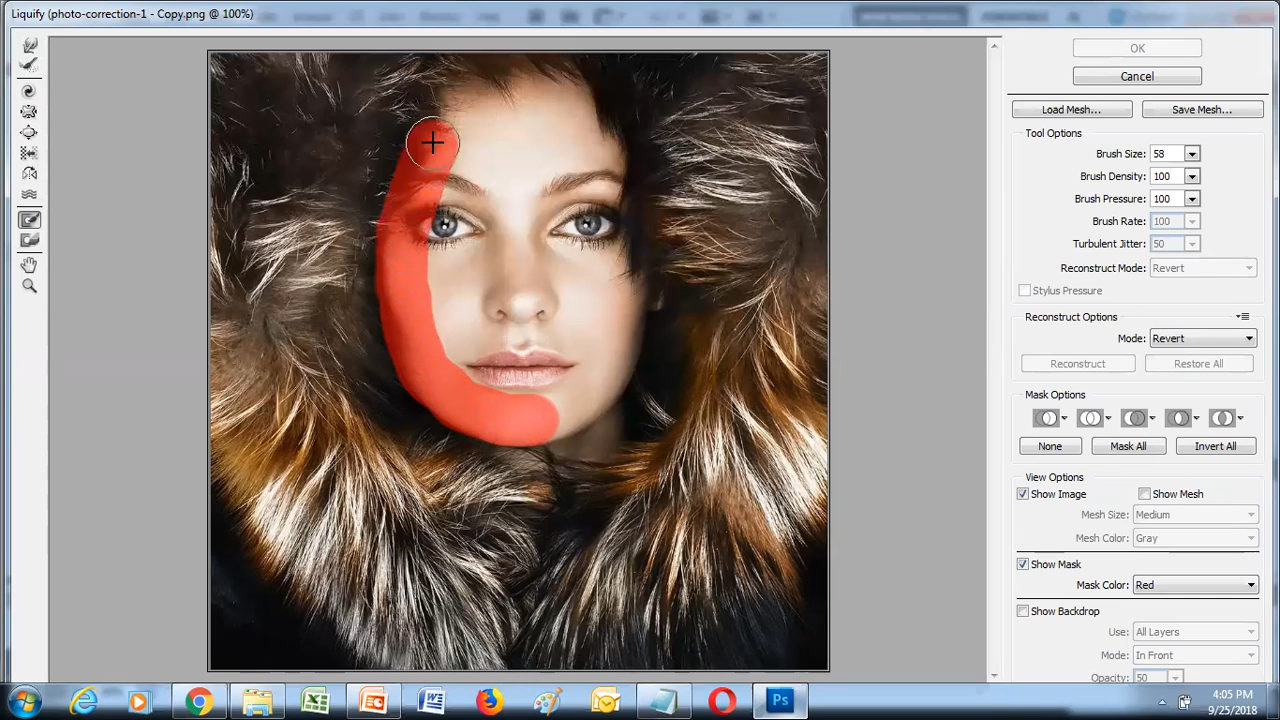 Liquify (photo-correction-1 - Copy.png @ 100%)
OK
Cancel
Load Mesh...
Save Mesh...
Tool Options
Brush Size: 58
Brush Density: 100
Brush Pressure: 100
Brush Rate: 100
Turbulent Jitter: 50
Reconstruct Mode: Revert
Stylus Pressure
Reconstruct Options
Mode: Revert
Reconstruct
Restore All
Mask Options
None
Mask All
Invert All
View Options
Show Image
Show Mesh
Mesh Size: Medium
Mesh Color: Gray
Show Mask
Mask Color: Red
Show Backdrop
Use: All Layers
Mode: In Front
Opacity: 50
Ps
4:05 PM
9/25/2018